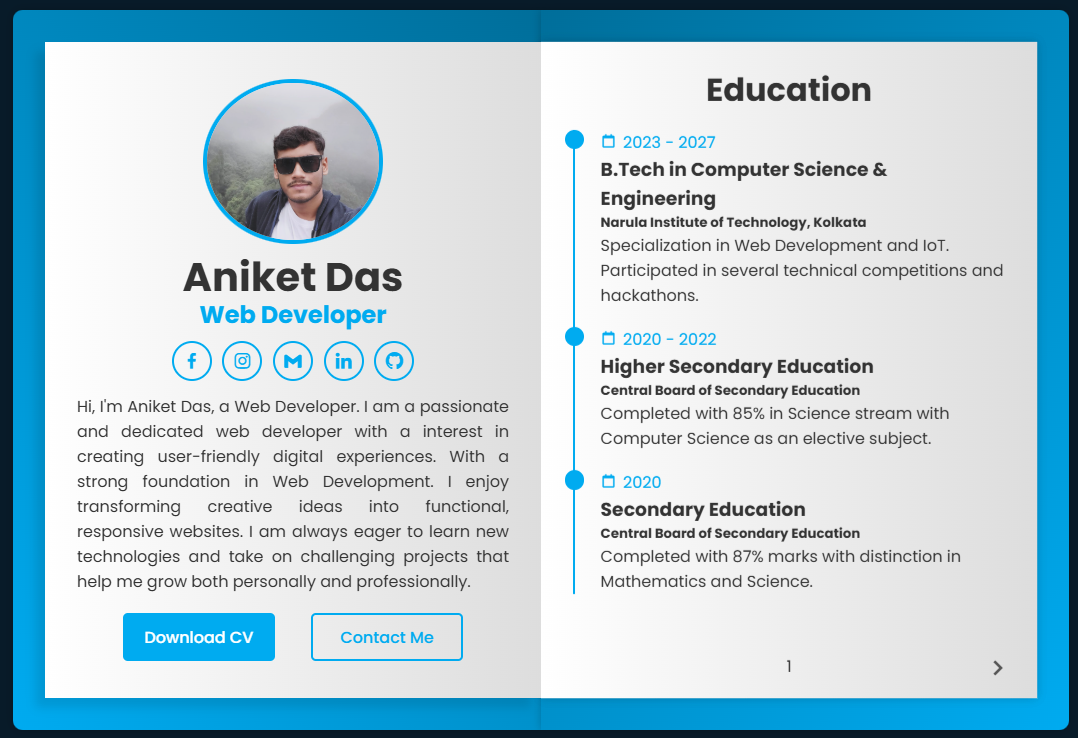 Aniket Das
Web Developer
Hi, I'm Aniket Das, a Web Developer. I am a passionate
and dedicated web developer with a interest in
creating user-friendly digital experiences. With a
strong foundation in Web Development. I enjoy
transforming creative ideas into functional,
responsive websites. I am always eager to learn new
technologies and take on challenging projects that
help me grow both personally and professionally.
Download CV
Contact Me
Education
2023 - 2027
B.Tech in Computer Science &
Engineering
Narula Institute of Technology, Kolkata
Specialization in Web Development and IoT.
Participated in several technical competitions and
hackathons.
2020 - 2022
Higher Secondary Education
Central Board of Secondary Education
Completed with 85% in Science stream with
Computer Science as an elective subject.
2020
Secondary Education
Central Board of Secondary Education
Completed with 87% marks with distinction in
Mathematics and Science.
1